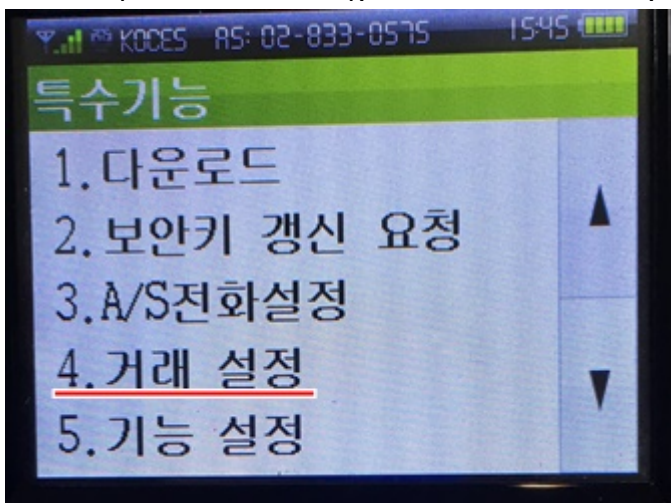 KOCES AS: 02-833-0575 15:45
특수기능
1.다운로드
2.보안키 갱신 요청
3.A/S전화설정
4.거래 설정
5.기능 설정